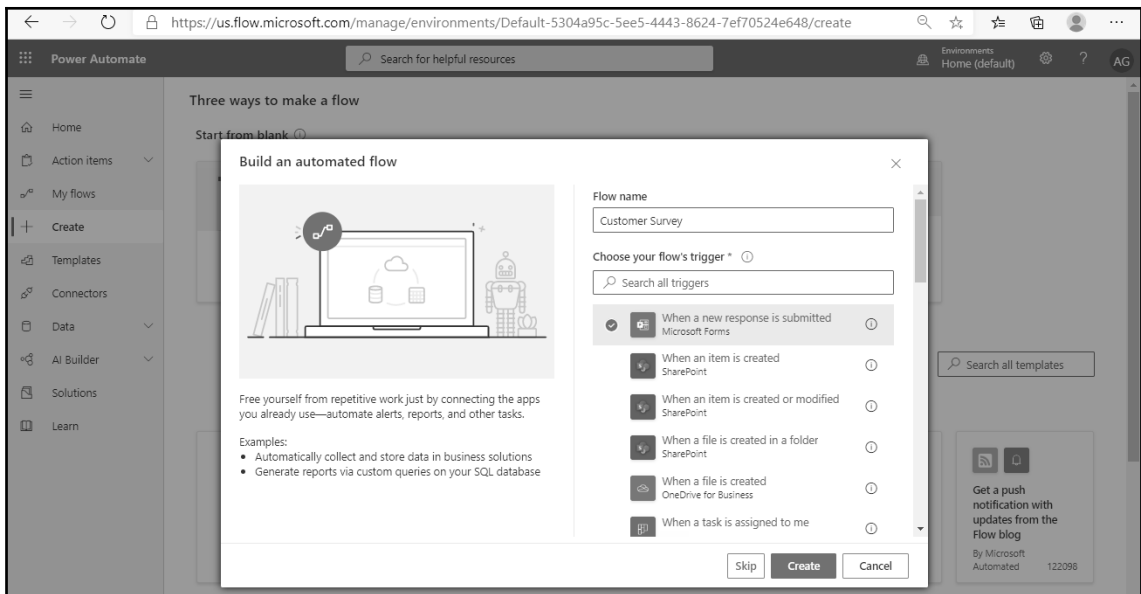 https://us.flow.microsoft.com/manage/environments/Default-5304a95c-5ee5-4443-8624-7ef70524e648/create
Power Automate
Search for helpful resources
Environments
Home (default)
?
AG
Home
Action items
My flows
Create
Templates
Connectors
Data
AI Builder
Solutions
Learn
Three ways to make a flow
Start from blank
Build an automated flow
Free yourself from repetitive work just by connecting the apps
you already use—automate alerts, reports, and other tasks.
Examples:
• Automatically collect and store data in business solutions
• Generate reports via custom queries on your SQL database
Flow name
Customer Survey
Choose your flow's trigger *
Search all triggers
When a new response is submitted
Microsoft Forms
When an item is created
SharePoint
When an item is created or modified
SharePoint
When a file is created in a folder
SharePoint
When a file is created
OneDrive for Business
When a task is assigned to me
Skip
Create
Cancel
Search all templates
Get a push
notification with
updates from the
Flow blog
By Microsoft
Automated 122098